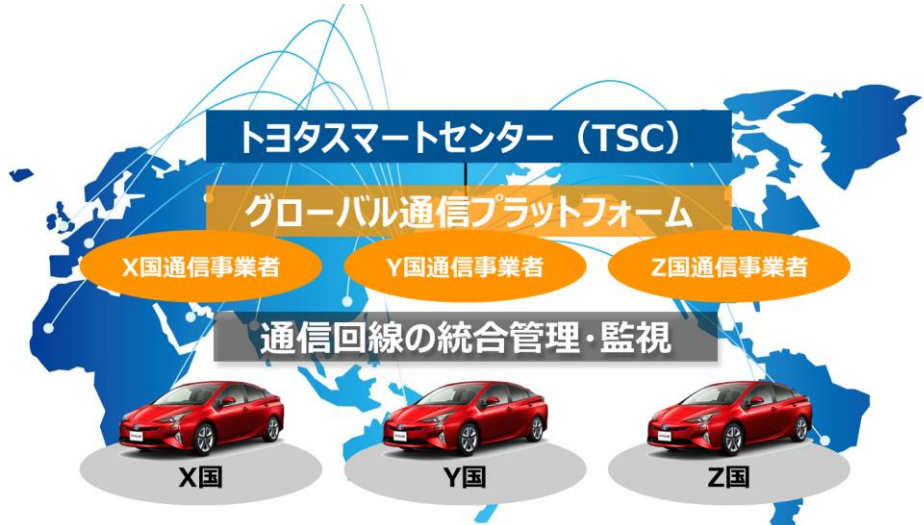 トヨタスマートセンター（TSC）
グローバル通信プラットフォーム
X国通信事業者
Y国通信事業者
Z国通信事業者
通信回線の統合管理・監視
X国
Y国
Z国